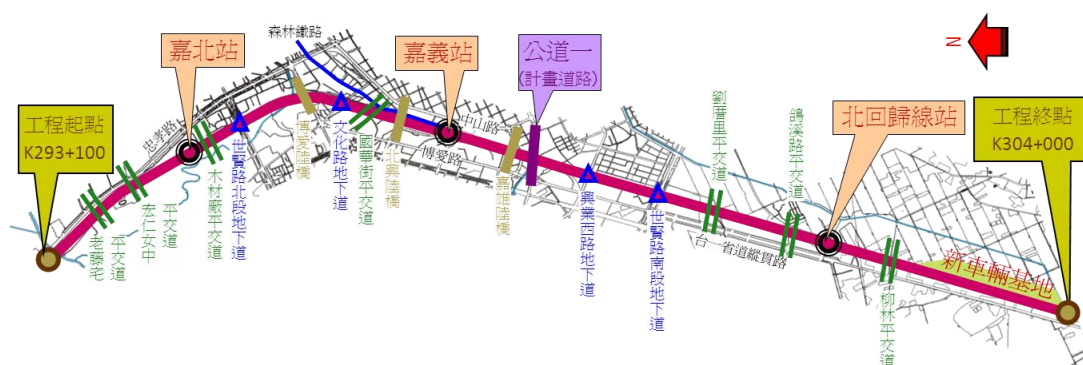 森林鐵路
N
嘉北站
嘉義站
公道一
(計畫道路)
北回歸線站
工程起點
K293+100
工程終點
K304+000
忠孝路
中山路
博愛路
台一省道縱貫路
新車輛基地
老藤宅
平交道
宏仁女中
平交道
木材廠平交道
世賢路北段地下道
博愛陸橋
文化路地下道
國華街平交道
北興陸橋
嘉雄陸橋
興業西路地下道
世賢路南段地下道
劉厝里平交道
鴿溪路平交道
柳林平交道